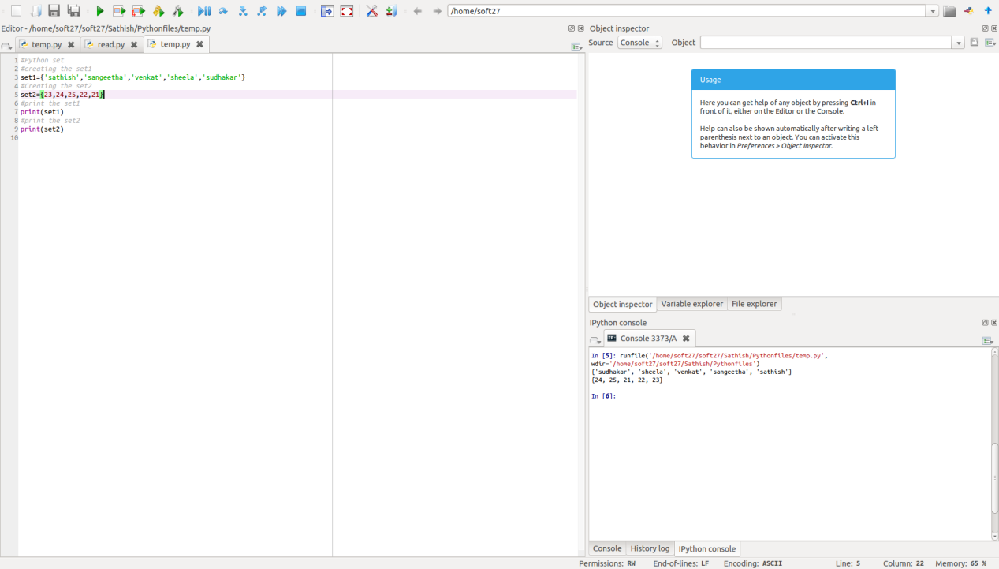 /home/soft27
Editor - /home/soft27/soft27/Sathish/Pythonfiles/temp.py
temp.py read.py temp.py
1 #Python set
2 #creating the set1
3 set1={'sathish','sangeetha','venkat','sheela','sudhakar'}
4 #Creating the set2
5 set2={23,24,25,22,21}
6 #print the set1
7 print(set1)
8 #print the set2
9 print(set2)
10
Object inspector
Source Console Object
Usage
Here you can get help of any object by pressing Ctrl+I in
front of it, either on the Editor or the Console.
Help can also be shown automatically after writing a left
parenthesis next to an object. You can activate this
behavior in Preferences > Object Inspector.
Object inspector Variable explorer File explorer
IPython console
IP: Console 3373/A
In [5]: runfile('/home/soft27/soft27/Sathish/Pythonfiles/temp.py',
wdir='/home/soft27/soft27/Sathish/Pythonfiles')
{'sudhakar', 'sheela', 'venkat', 'sangeetha', 'sathish'}
{24, 25, 21, 22, 23}
In [6]:
Console History log IPython console
Permissions: RW End-of-lines: LF Encoding: ASCII Line: 5 Column: 22 Memory: 65 %